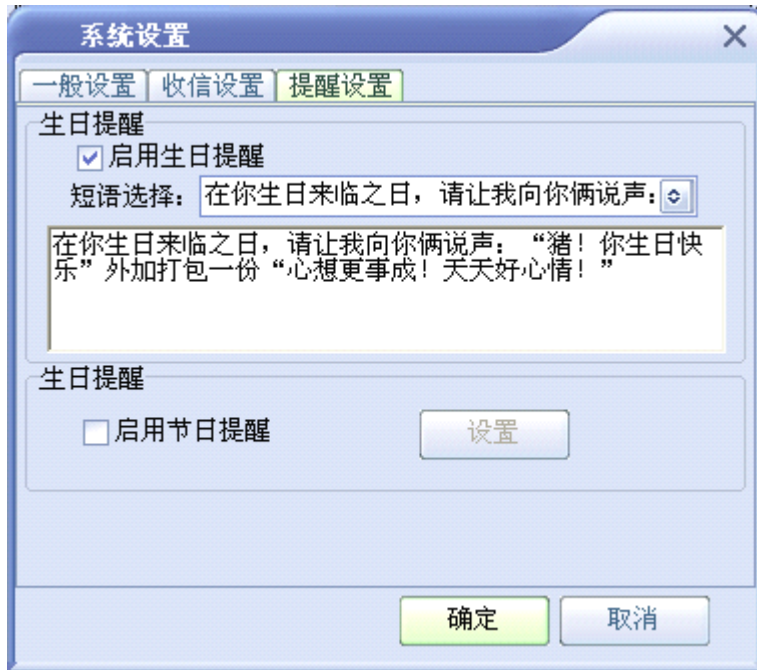 系统设置
一般设置 收信设置 提醒设置
生日提醒
启用生日提醒
短语选择： 在你生日来临之日，请让我向你俩说声：
在你生日来临之日，请让我向你俩说声：“猪！你生日快
乐”外加打包一份“心想更事成！天天好心情！”
生日提醒
启用节日提醒 设置
确定 取消